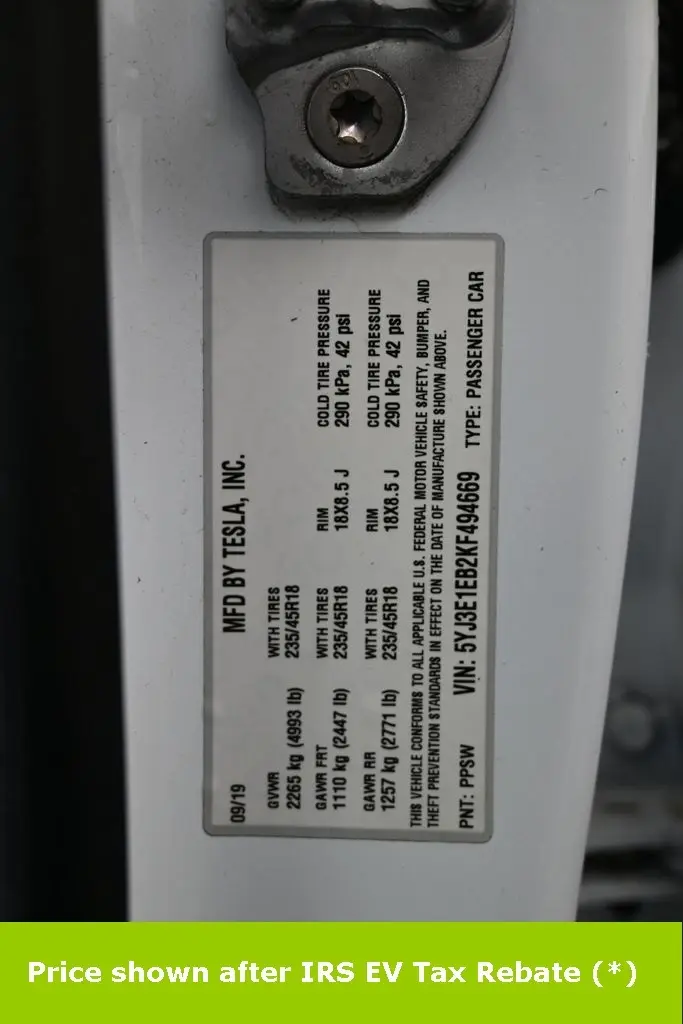 MFD BY TESLA, INC.
09/19
GVWR WITH TIRES
2265 kg (4993 lb) 235/45R18
GAWR FRT WITH TIRES RIM COLD TIRE PRESSURE
1110 kg (2447 lb) 235/45R18 18X8.5 J 290 kPa, 42 psi
GAWR RR WITH TIRES RIM COLD TIRE PRESSURE
1257 kg (2771 lb) 235/45R18 18X8.5 J 290 kPa, 42 psi
THIS VEHICLE CONFORMS TO ALL APPLICABLE U.S. FEDERAL MOTOR VEHICLE SAFETY, BUMPER, AND
THEFT PREVENTION STANDARDS IN EFFECT ON THE DATE OF MANUFACTURE SHOWN ABOVE.
PNT: PPSW VIN: 5YJ3E1EB2KF494669 TYPE: PASSENGER CAR
Price shown after IRS EV Tax Rebate (*)